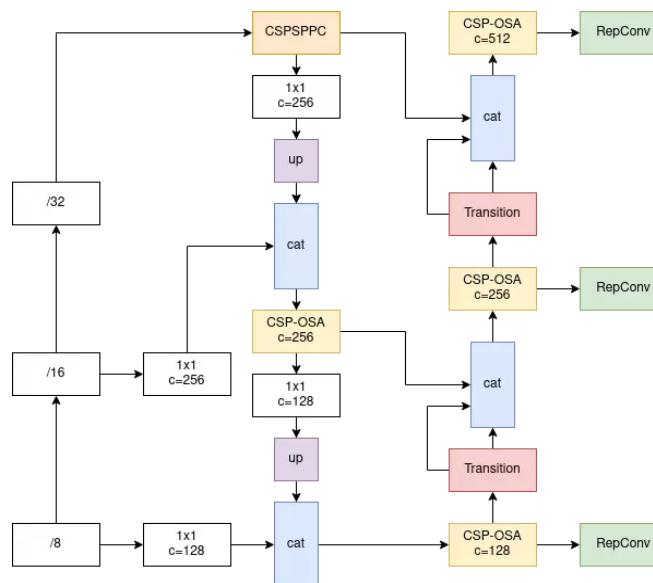 CSPSPPC
CSP-OSA
c=512
RepConv
1x1
c=256
cat
up
/32
Transition
cat
CSP-OSA
c=256
RepConv
CSP-OSA
c=256
/16
1x1
c=256
1x1
c=128
cat
up
Transition
/8
1x1
c=128
cat
CSP-OSA
c=128
RepConv